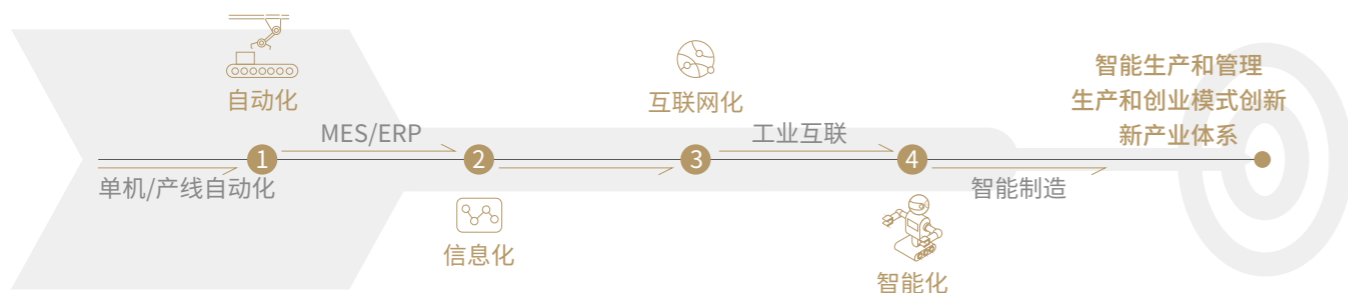 自动化
互联网化
智能生产和管理
生产和创业模式创新
新产业体系
MES/ERP
工业互联
1
2
3
4
单机/产线自动化
智能制造
信息化
智能化